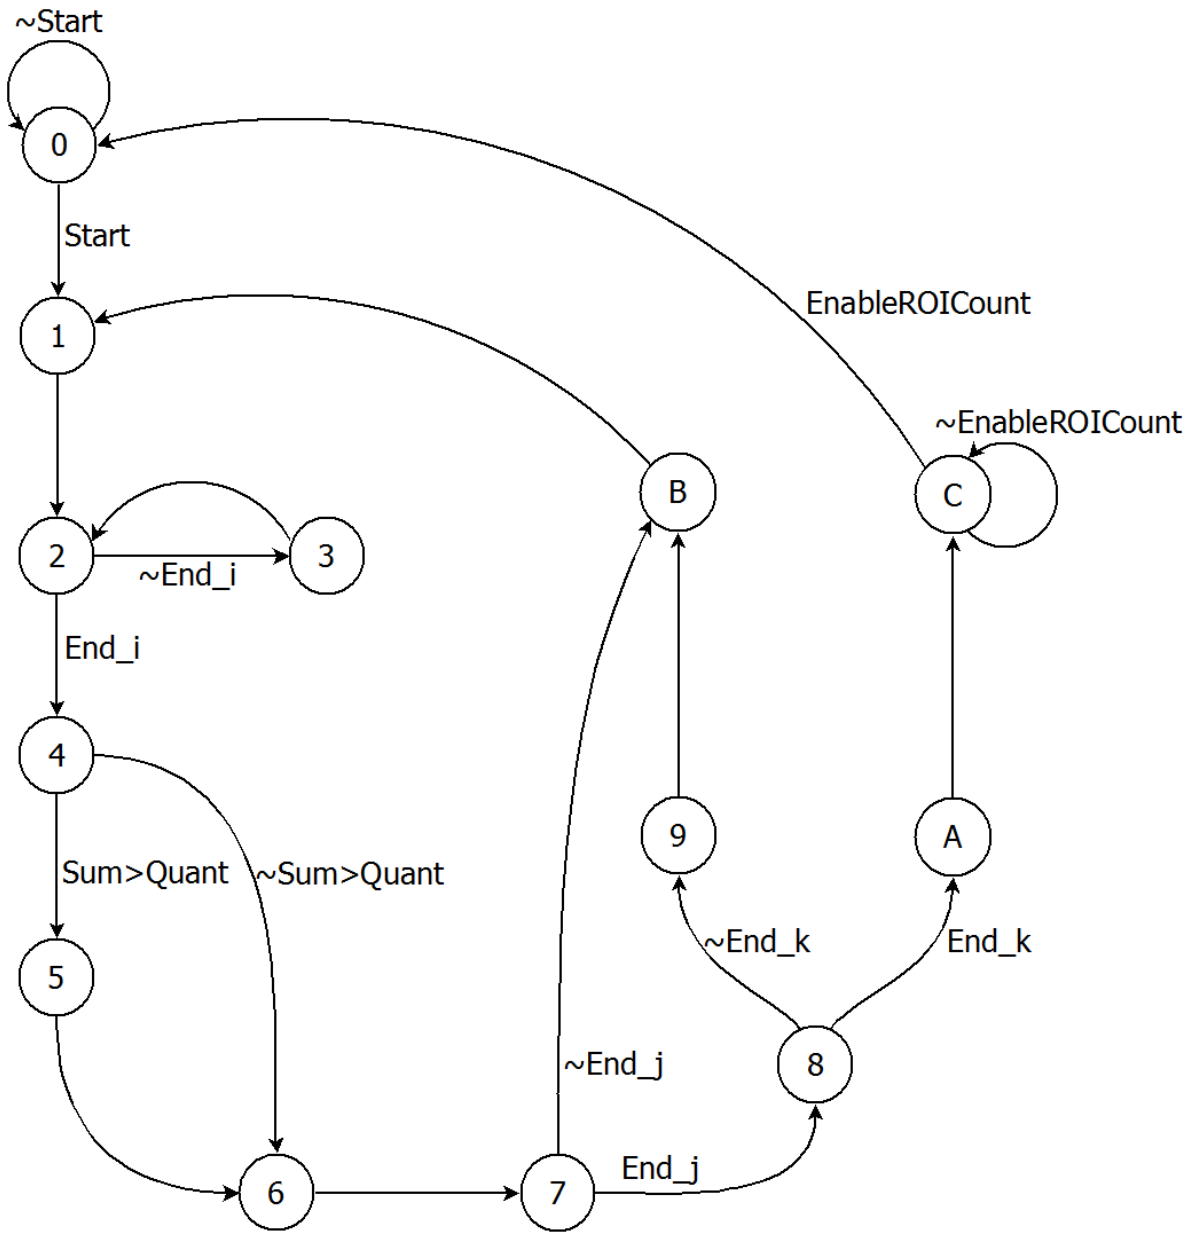 ~Start
0
Start
EnableROICount
1
~EnableROICount
B
C
2
3
~End_i
End_i
4
Sum>Quant
~Sum>Quant
9
A
~End_k
End_k
5
~End_j
8
End_j
6
7